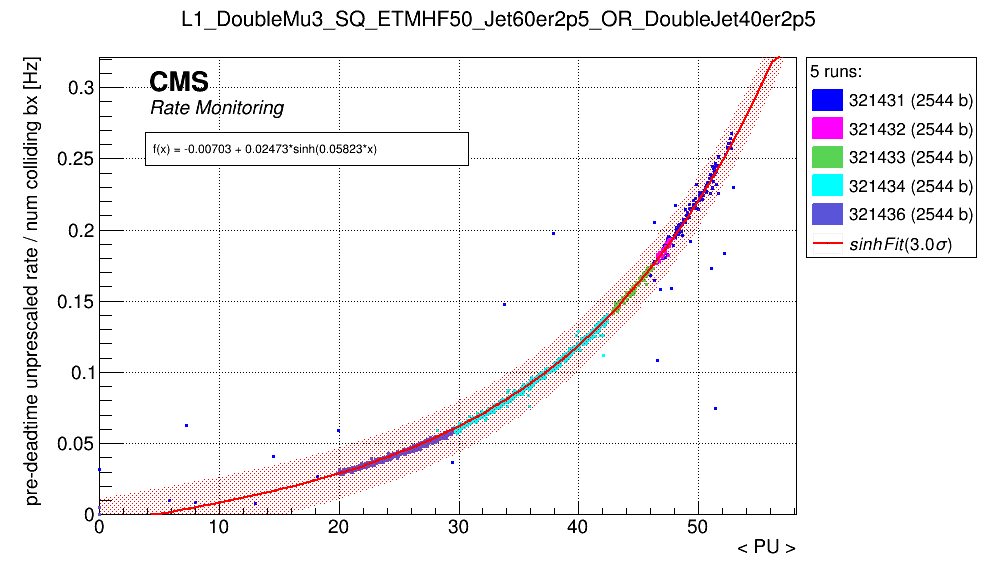 L1_DoubleMu3_SQ_ETMHF50_Jet60er2p5_OR_DoubleJet40er2p5
pre-deadtime unprescaled rate / num colliding bx [Hz]
CMS
Rate Monitoring
f(x) = -0.00703 + 0.02473*sinh(0.05823*x)
0.3
0.25
0.2
0.15
0.1
0.05
0
0 10 20 30 40 50
< PU >
5 runs:
321431 (2544 b)
321432 (2544 b)
321433 (2544 b)
321434 (2544 b)
321436 (2544 b)
sinhFit(3.0σ)